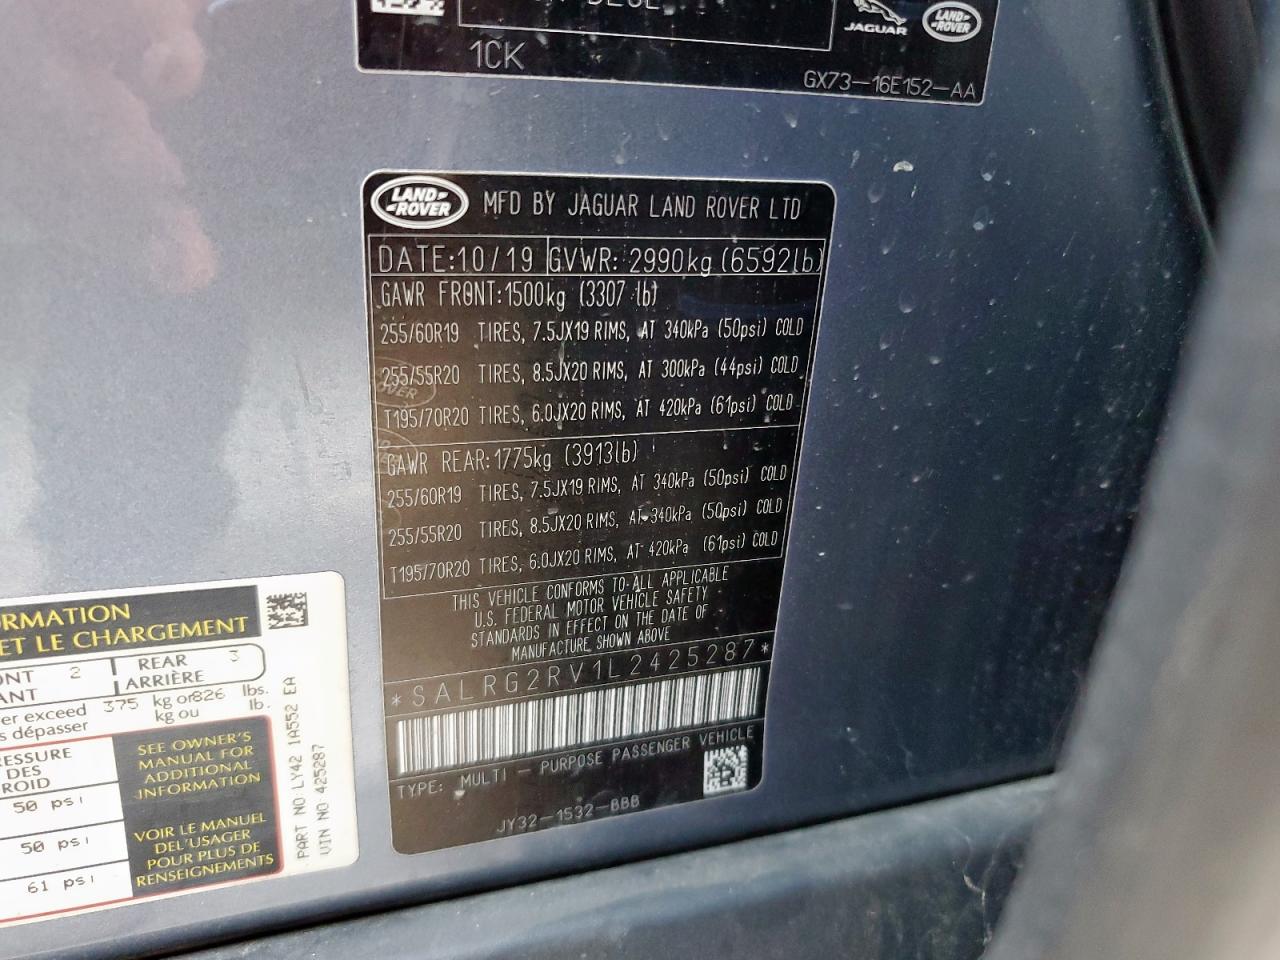 1CK
JAGUAR
LAND ROVER
GX73-16E152-AA
LAND ROVER MFD BY JAGUAR LAND ROVER LTD
DATE:10/19 GVWR: 2990kg (6592lb)
GAWR FRONT:1500kg (3307 lb)
255/60R19 TIRES, 7.5JX19 RIMS, AT 340kPa (50psi) COLD
255/55R20 TIRES, 8.5JX20 RIMS, AT 300kPa (44psi) COLD
T195/70R20 TIRES, 6.0JX20 RIMS, AT 420kPa (61psi) COLD
GAWR REAR:1775kg (3913lb)
255/60R19 TIRES, 7.5JX19 RIMS, AT 340kPa (50psi) COLD
255/55R20 TIRES, 8.5JX20 RIMS, AT 340kPa (50psi) COLD
T195/70R20 TIRES, 6.0JX20 RIMS, AT 420kPa (61psi) COLD
THIS VEHICLE CONFORMS TO ALL APPLICABLE
U.S. FEDERAL MOTOR VEHICLE SAFETY
STANDARDS IN EFFECT ON THE DATE OF
MANUFACTURE SHOWN ABOVE
*SALRG2RV1L2425287*
TYPE: MULTI - PURPOSE PASSENGER VEHICLE
JY32-1532-BBB
ET LE CHARGEMENT
2 REAR 3
ARRIÈRE
exceed 375 kg or 826 lbs.
dépasser kg ou lb.
DES
50 psi
50 psi
61 psi
SEE OWNER'S
MANUAL FOR
ADDITIONAL
INFORMATION
VOIR LE MANUEL
DE L'USAGER
POUR PLUS DE
RENSEIGNEMENTS
PART NO LY42 1A552 EA
VIN NO 425287